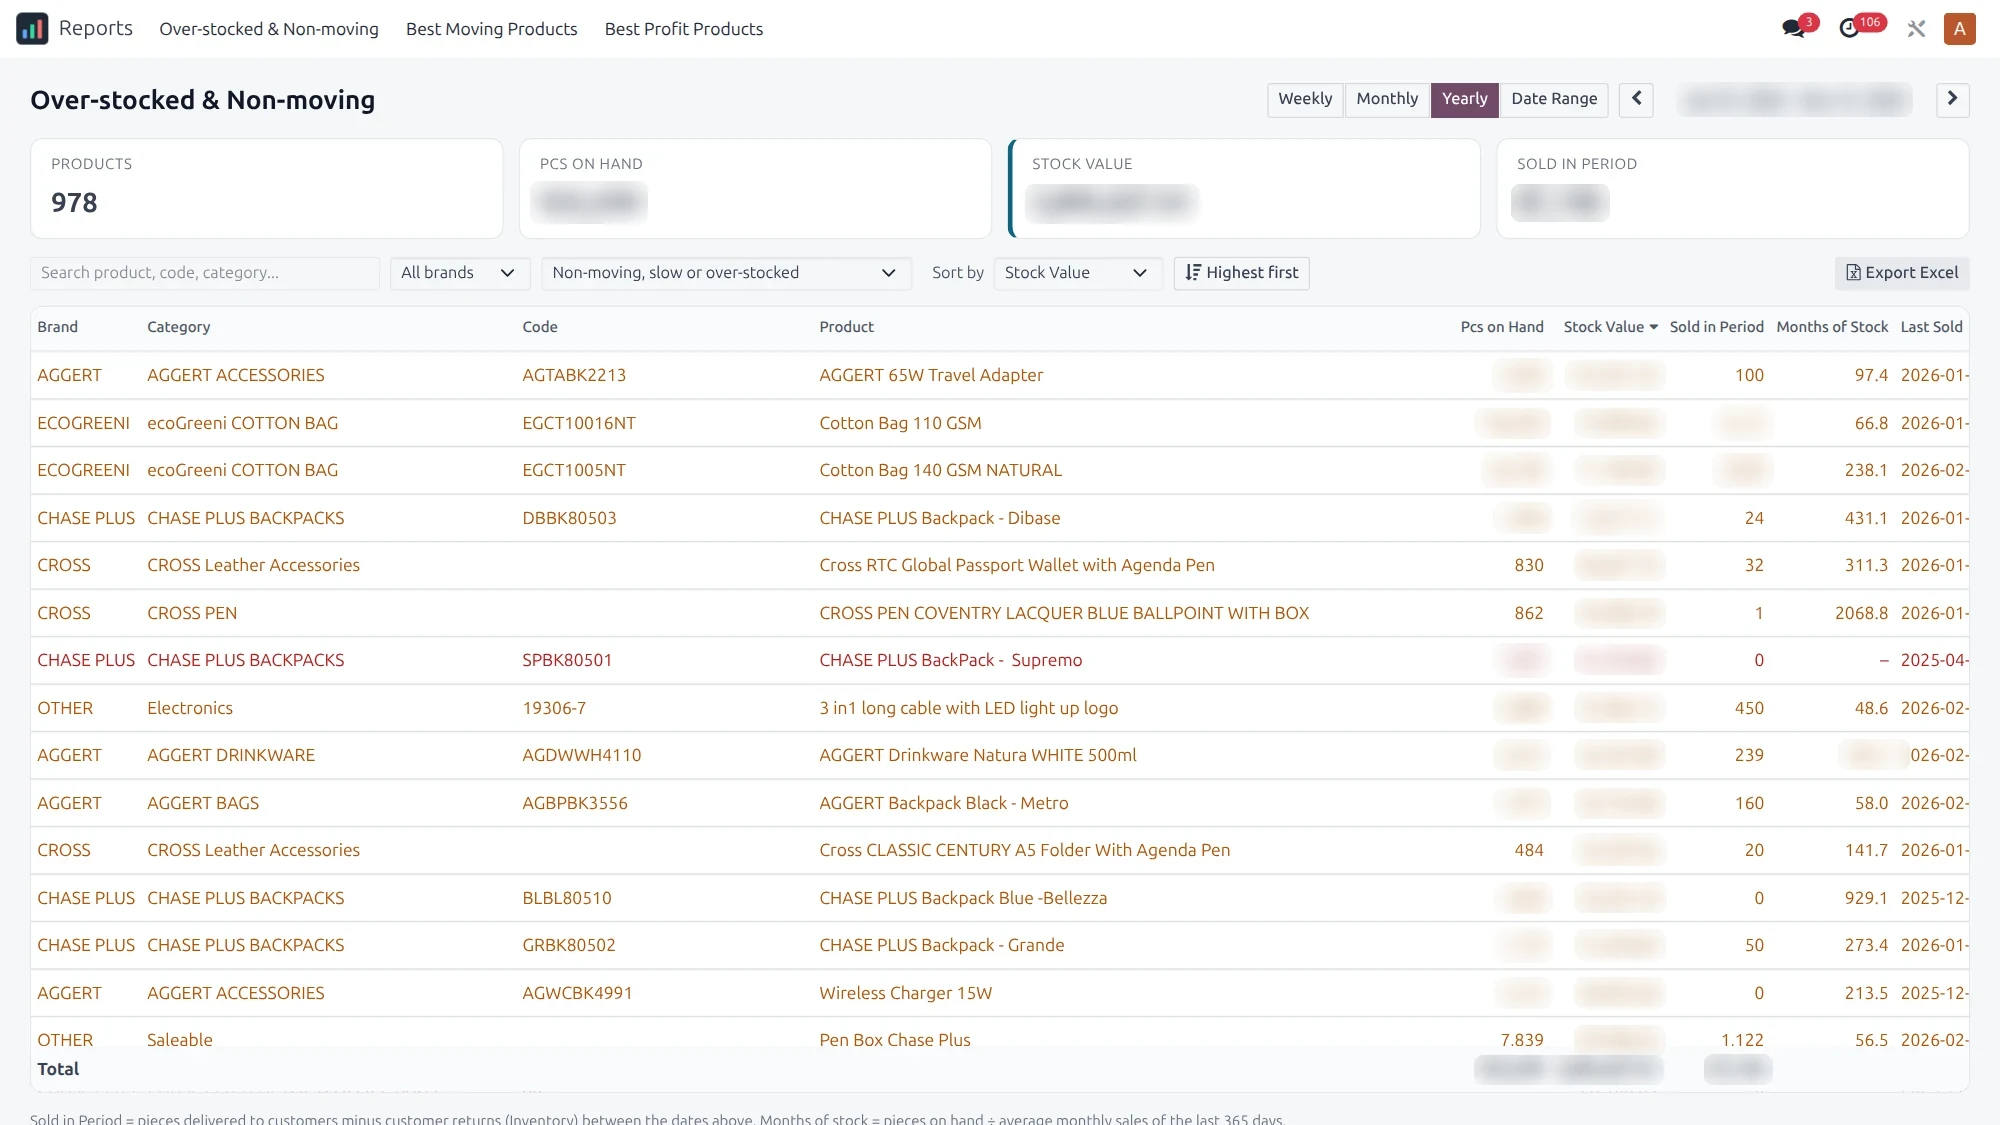 Reports Over-stocked & Non-moving Best Moving Products Best Profit Products 3 106 A
Over-stocked & Non-moving Weekly Monthly Yearly Date Range
PRODUCTS PCS ON HAND STOCK VALUE SOLD IN PERIOD
978
Search product, code, category... All brands Non-moving, slow or over-stocked Sort by Stock Value Highest first Export Excel
Brand Category Code Product Pcs on Hand Stock Value Sold in Period Months of Stock Last Sold
AGGERT AGGERT ACCESSORIES AGTABK2213 AGGERT 65W Travel Adapter 100 97.4 2026-01-
ECOGREENI ecoGreeni COTTON BAG EGCT10016NT Cotton Bag 110 GSM 66.8 2026-01-
ECOGREENI ecoGreeni COTTON BAG EGCT1005NT Cotton Bag 140 GSM NATURAL 238.1 2026-02-
CHASE PLUS CHASE PLUS BACKPACKS DBBK80503 CHASE PLUS Backpack - Dibase 24 431.1 2026-01-
CROSS CROSS Leather Accessories Cross RTC Global Passport Wallet with Agenda Pen 830 32 311.3 2026-01-
CROSS CROSS PEN CROSS PEN COVENTRY LACQUER BLUE BALLPOINT WITH BOX 862 1 2068.8 2026-01-
CHASE PLUS CHASE PLUS BACKPACKS SPBK80501 CHASE PLUS BackPack - Supremo 0 – 2025-04-
OTHER Electronics 19306-7 3 in1 long cable with LED light up logo 450 48.6 2026-02-
AGGERT AGGERT DRINKWARE AGDWWH4110 AGGERT Drinkware Natura WHITE 500ml 239 026-02-
AGGERT AGGERT BAGS AGBPBK3556 AGGERT Backpack Black - Metro 160 58.0 2026-02-
CROSS CROSS Leather Accessories Cross CLASSIC CENTURY A5 Folder With Agenda Pen 484 20 141.7 2026-01-
CHASE PLUS CHASE PLUS BACKPACKS BLBL80510 CHASE PLUS Backpack Blue -Bellezza 0 929.1 2025-12-
CHASE PLUS CHASE PLUS BACKPACKS GRBK80502 CHASE PLUS Backpack - Grande 50 273.4 2026-01-
AGGERT AGGERT ACCESSORIES AGWCBK4991 Wireless Charger 15W 0 213.5 2025-12-
OTHER Saleable Pen Box Chase Plus 7,839 1,122 56.5 2026-02-
Total
Sold in Period = pieces delivered to customers minus customer returns (Inventory) between the dates above. Months of stock = pieces on hand ÷ average monthly sales of the last 365 days.